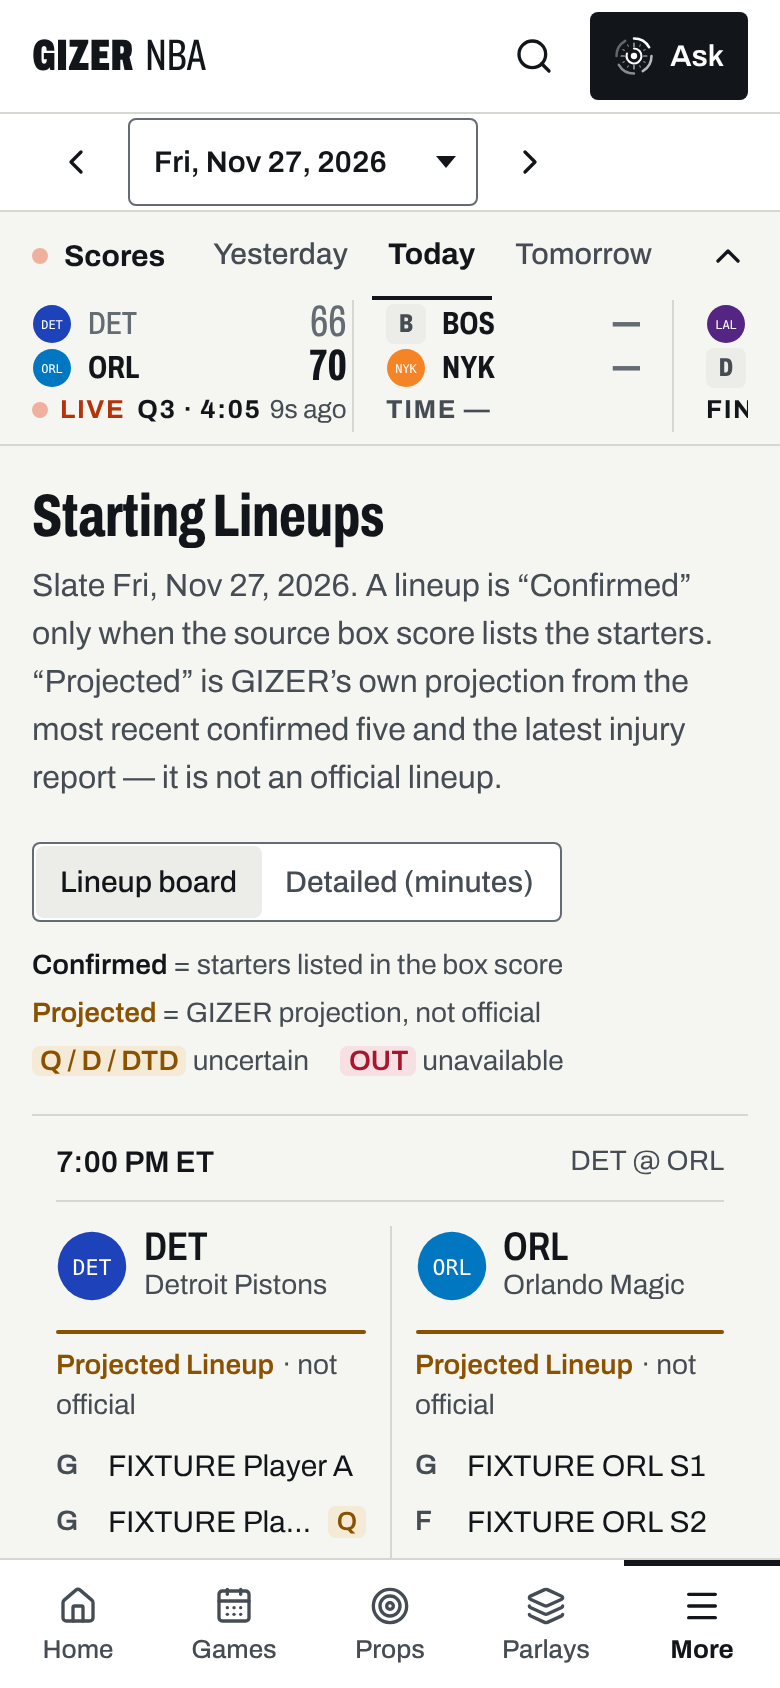 GIZER NBA
Ask
Fri, Nov 27, 2026
Scores Yesterday Today Tomorrow
DET DET 66
ORL ORL 70
LIVE Q3 · 4:05 9s ago
B BOS —
NYK NYK —
TIME —
LAL
D
FIN
Starting Lineups
Slate Fri, Nov 27, 2026. A lineup is “Confirmed”
only when the source box score lists the starters.
“Projected” is GIZER’s own projection from the
most recent confirmed five and the latest injury
report — it is not an official lineup.
Lineup board Detailed (minutes)
Confirmed = starters listed in the box score
Projected = GIZER projection, not official
Q / D / DTD uncertain OUT unavailable
7:00 PM ET DET @ ORL
DET DET
Detroit Pistons
Projected Lineup · not
official
G FIXTURE Player A
G FIXTURE Pla... Q
ORL ORL
Orlando Magic
Projected Lineup · not
official
G FIXTURE ORL S1
F FIXTURE ORL S2
Home Games Props Parlays More